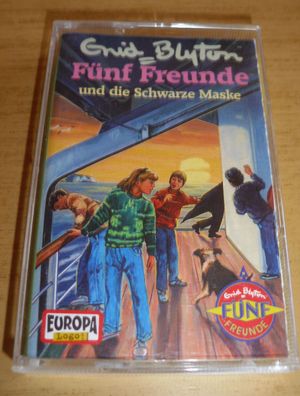 Enid Blyton
Fünf Freunde
und die Schwarze Maske
Enid Blyton
FÜNF
FREUNDE
EUROPA
Logo!